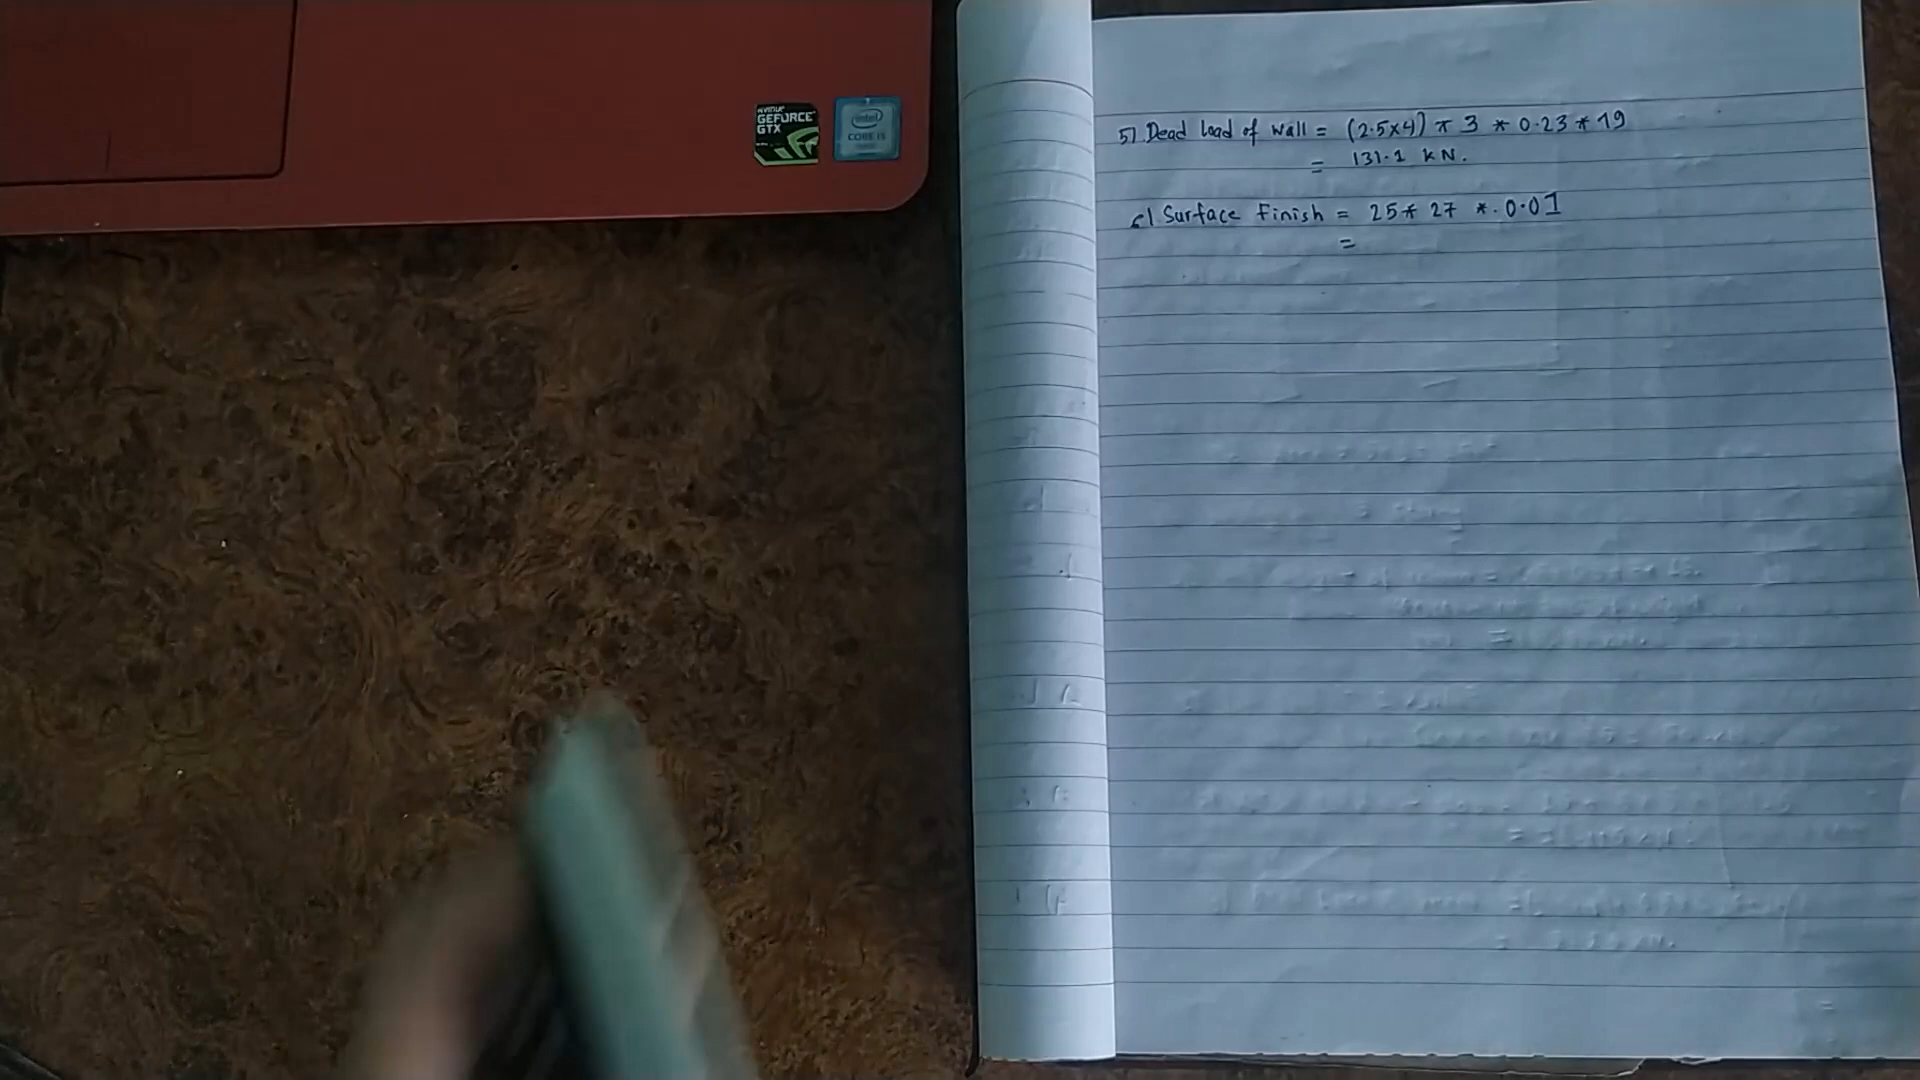 GEFORCE
GTX
intel
CORE i5
5) Dead load of wall = (2.5x4) * 3 * 0.23 * 19
= 131.1 kN.
6) Surface Finish = 25 * 27 * 0.01
=